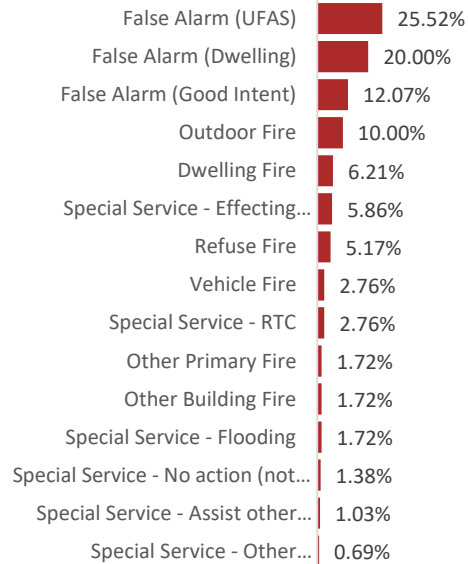 False Alarm (UFAS) 25.52%
False Alarm (Dwelling) 20.00%
False Alarm (Good Intent) 12.07%
Outdoor Fire 10.00%
Dwelling Fire 6.21%
Special Service - Effecting... 5.86%
Refuse Fire 5.17%
Vehicle Fire 2.76%
Special Service - RTC 2.76%
Other Primary Fire 1.72%
Other Building Fire 1.72%
Special Service - Flooding 1.72%
Special Service - No action (not... 1.38%
Special Service - Assist other... 1.03%
Special Service - Other... 0.69%